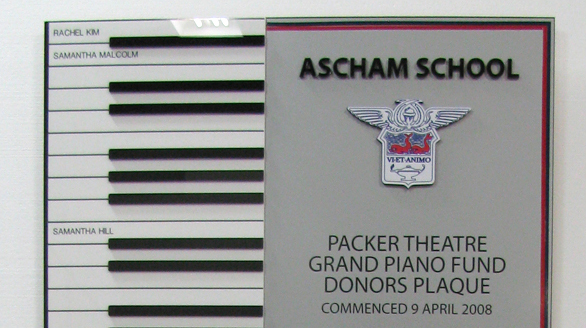 RACHEL KIM
SAMANTHA MALCOLM
SAMANTHA HILL
ASCHAM SCHOOL
VI·ET·ANIMO
PACKER THEATRE
GRAND PIANO FUND
DONORS PLAQUE
COMMENCED 9 APRIL 2008